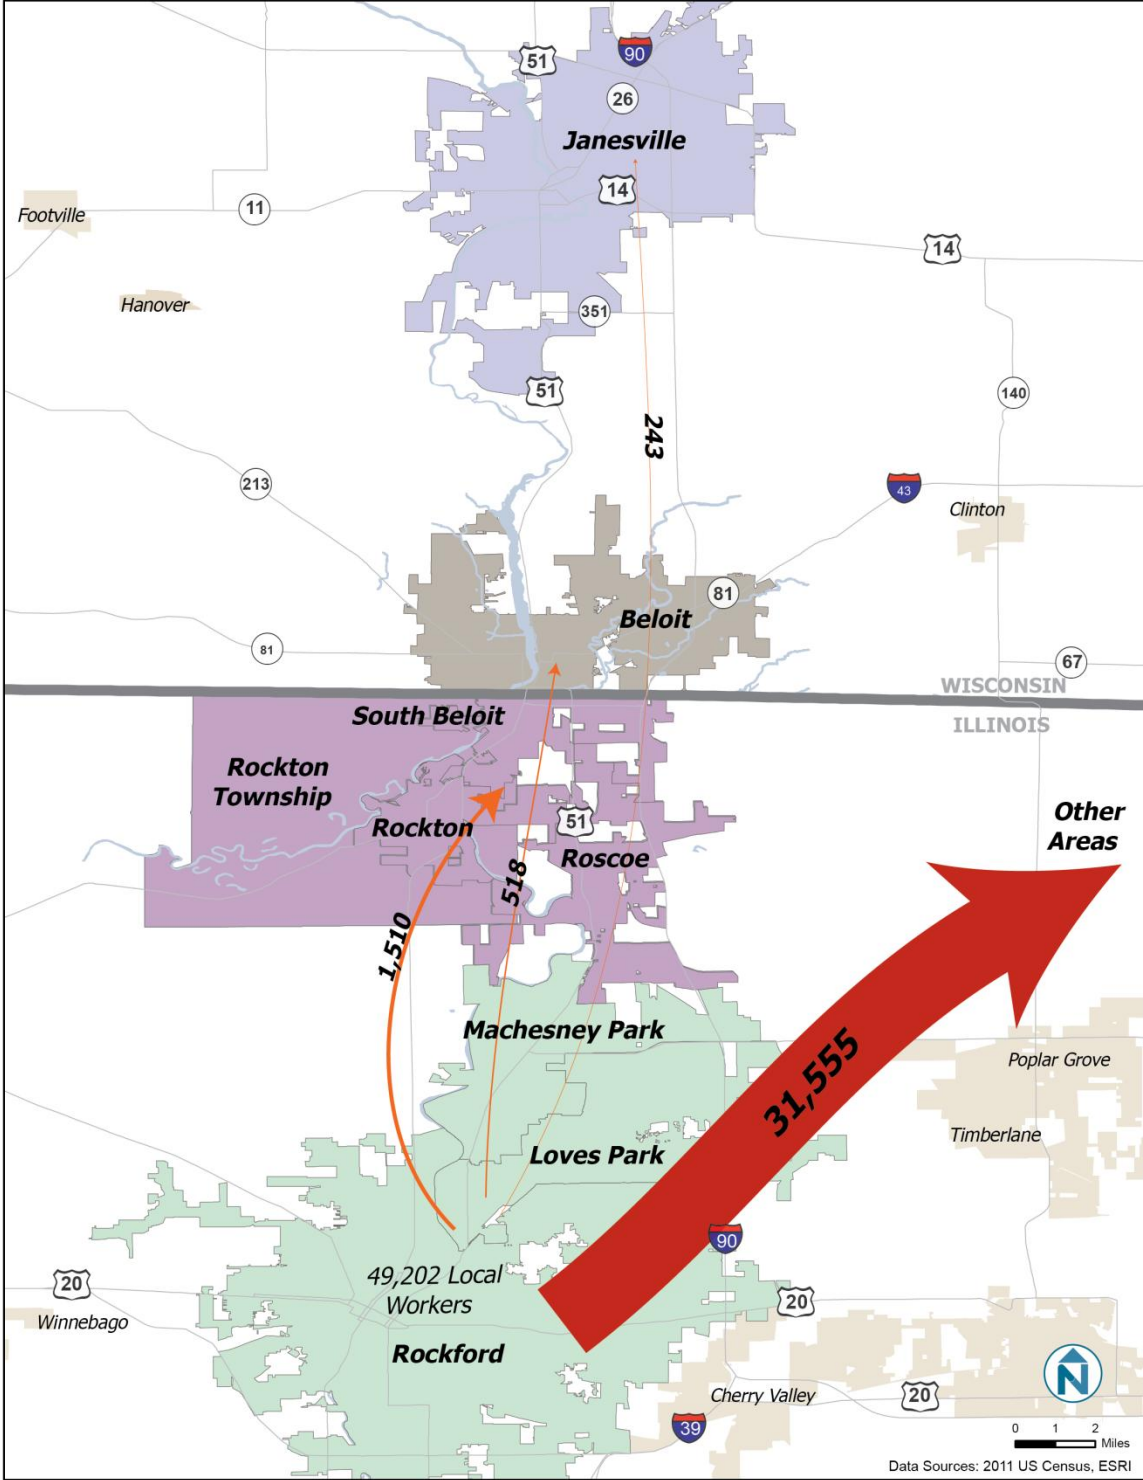 90
51
26
Janesville
14
11
Footville
14
Hanover
351
51
140
243
213
43
Clinton
81
Beloit
81
67
WISCONSIN
South Beloit
ILLINOIS
Rockton
Township
Other
Areas
51
Rockton
Roscoe
518
1,510
Machesney Park
31,555
Poplar Grove
Timberlane
Loves Park
90
49,202 Local
Workers
20
20
Winnebago
Rockford
N
Cherry Valley
20
39
0 1 2
Miles
Data Sources: 2011 US Census, ESRI